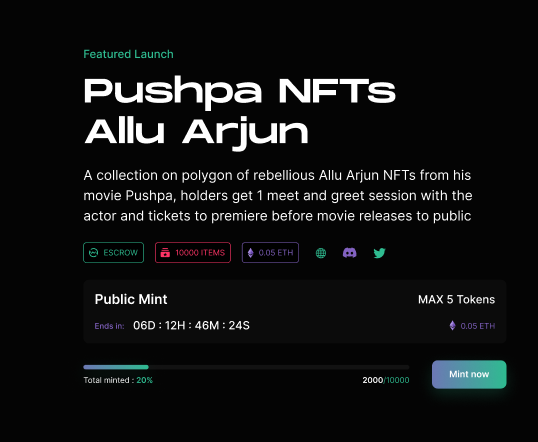 Featured Launch
Pushpa NFTs
Allu Arjun
A collection on polygon of rebellious Allu Arjun NFTs from his
movie Pushpa, holders get 1 meet and greet session with the
actor and tickets to premiere before movie releases to public
ESCROW 10000 ITEMS 0.05 ETH
Public Mint MAX 5 Tokens
Ends in: 06D : 12H : 46M : 24S 0.05 ETH
Total minted : 20% 2000/10000 Mint now